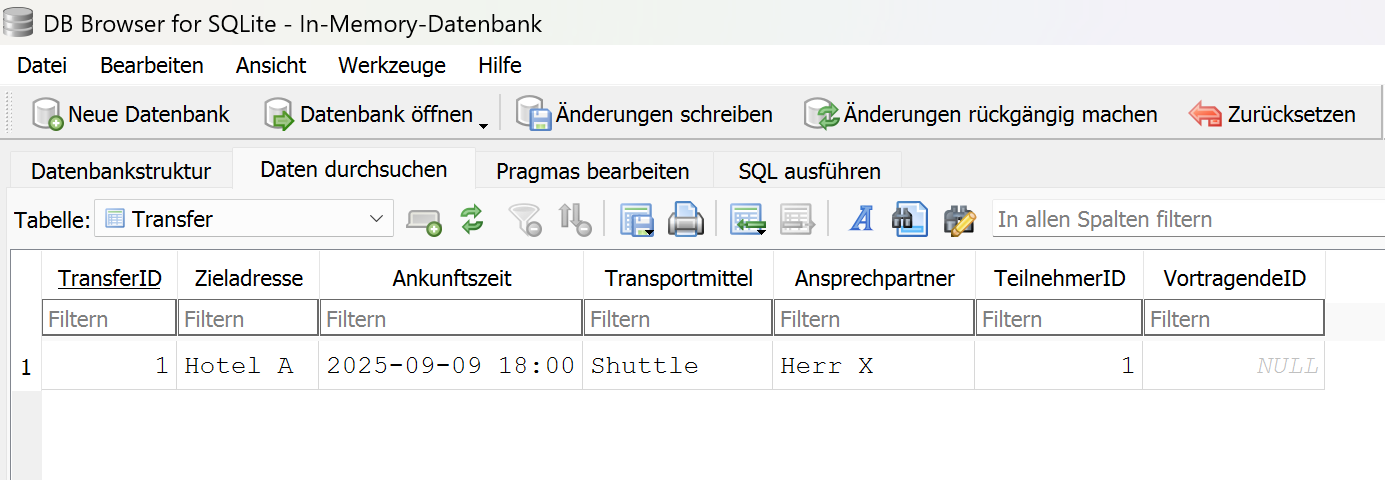 DB Browser for SQLite - In-Memory-Datenbank
Datei Bearbeiten Ansicht Werkzeuge Hilfe
Neue Datenbank Datenbank öffnen Änderungen schreiben Änderungen rückgängig machen Zurücksetzen
Datenbankstruktur Daten durchsuchen Pragmas bearbeiten SQL ausführen
Tabelle: Transfer In allen Spalten filtern
TransferID Zieladresse Ankunftszeit Transportmittel Ansprechpartner TeilnehmerID VortragendeID
Filtern Filtern Filtern Filtern Filtern Filtern Filtern
1 1 Hotel A 2025-09-09 18:00 Shuttle Herr X 1 NULL